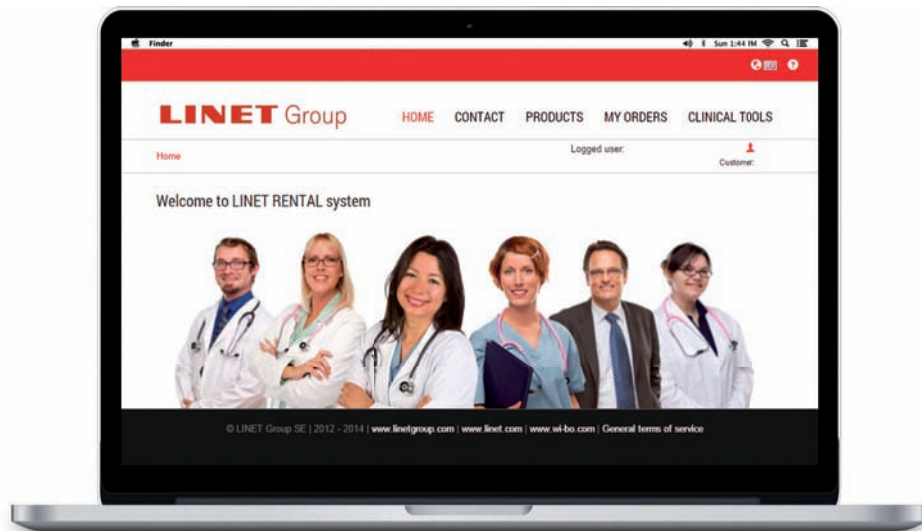 Finder
Sun 1:44 IM
LINET Group
HOME CONTACT PRODUCTS MY ORDERS CLINICAL T0OLS
Home
Logged user:
Customer:
Welcome to LINET RENTAL system
© LINET Group SE | 2012 - 2014 | www.linetgroup.com | www.linet.com | www.wi-bo.com | General terms of service